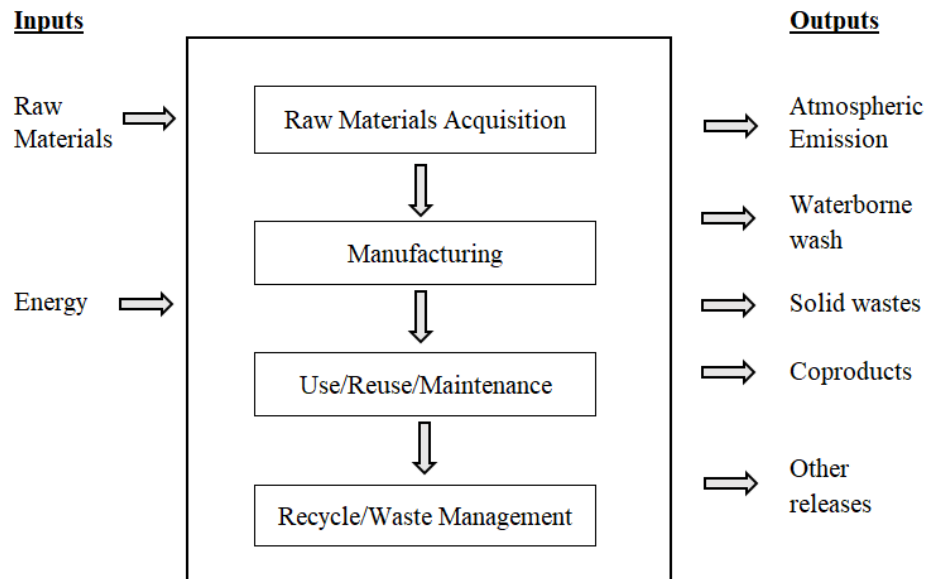 Inputs
Outputs
Raw
Materials
Raw Materials Acquisition
Atmospheric
Emission
Waterborne
wash
Manufacturing
Energy
Solid wastes
Use/Reuse/Maintenance
Coproducts
Recycle/Waste Management
Other
releases